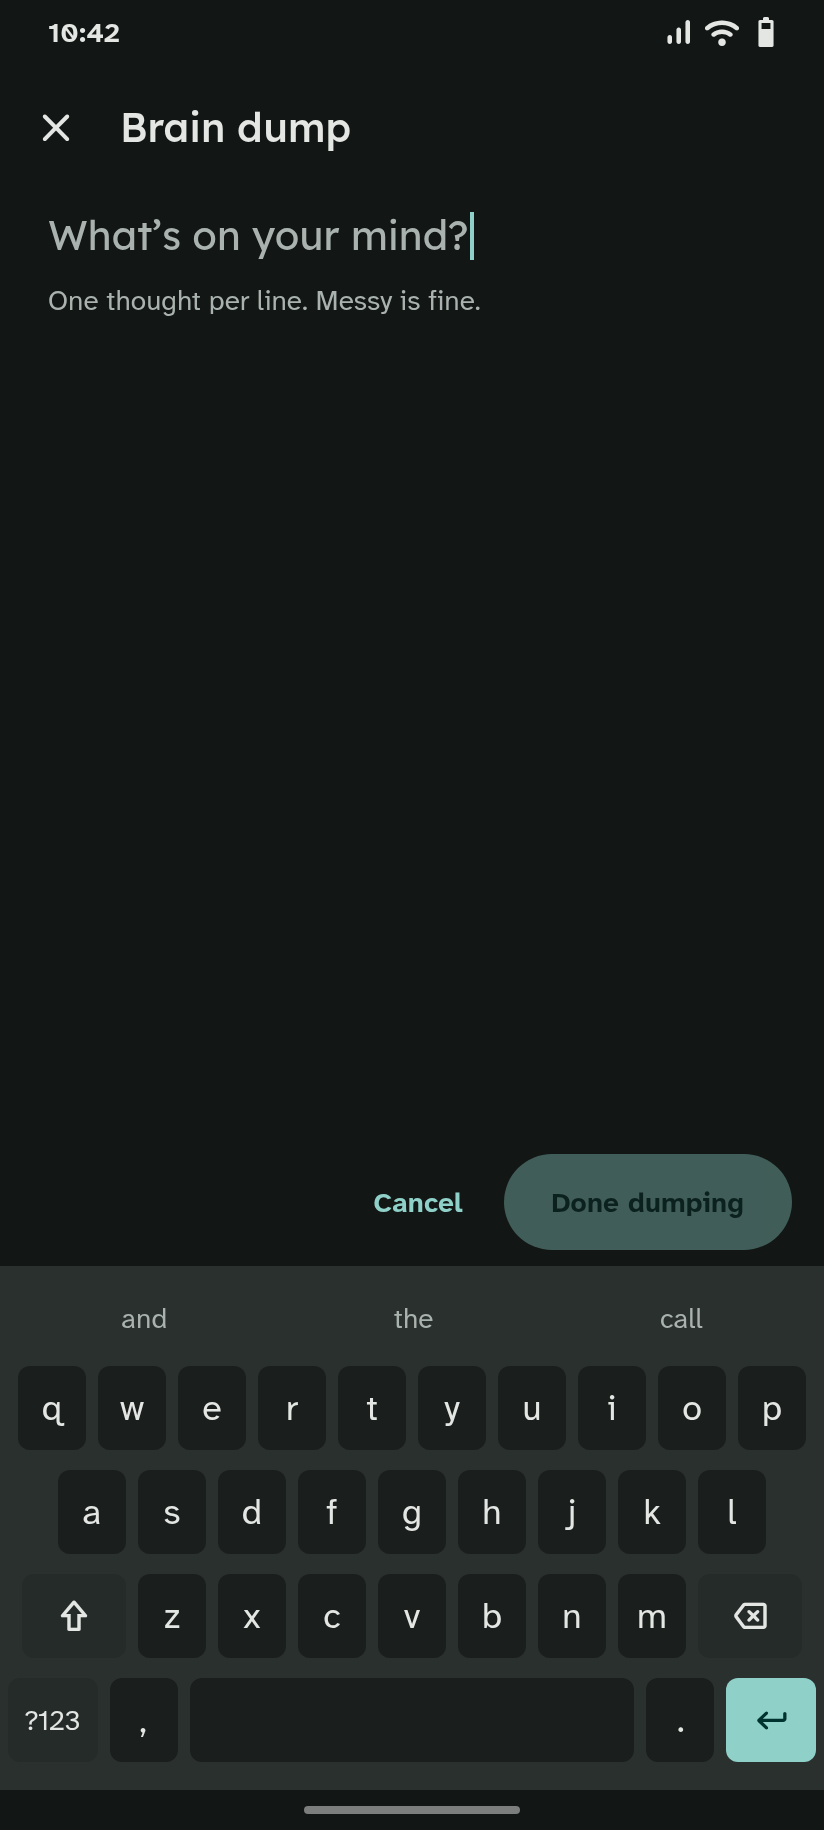 10:42
Brain dump
What’s on your mind?
One thought per line. Messy is fine.
Cancel Done dumping
and the call
q w e r t y u i o p
a s d f g h j k l
z x c v b n m
?123 , .